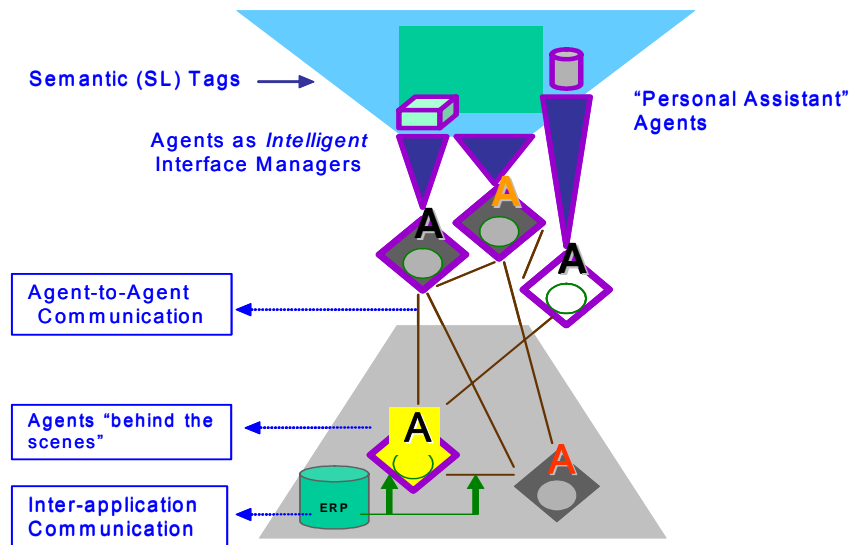 Semantic (SL) Tags
“Personal Assistant”
Agents
Agents as Intelligent
Interface Managers
A
A
A
Agent-to-Agent
Communication
Agents “behind the
scenes”
A
A
ERP
Inter-application
Communication